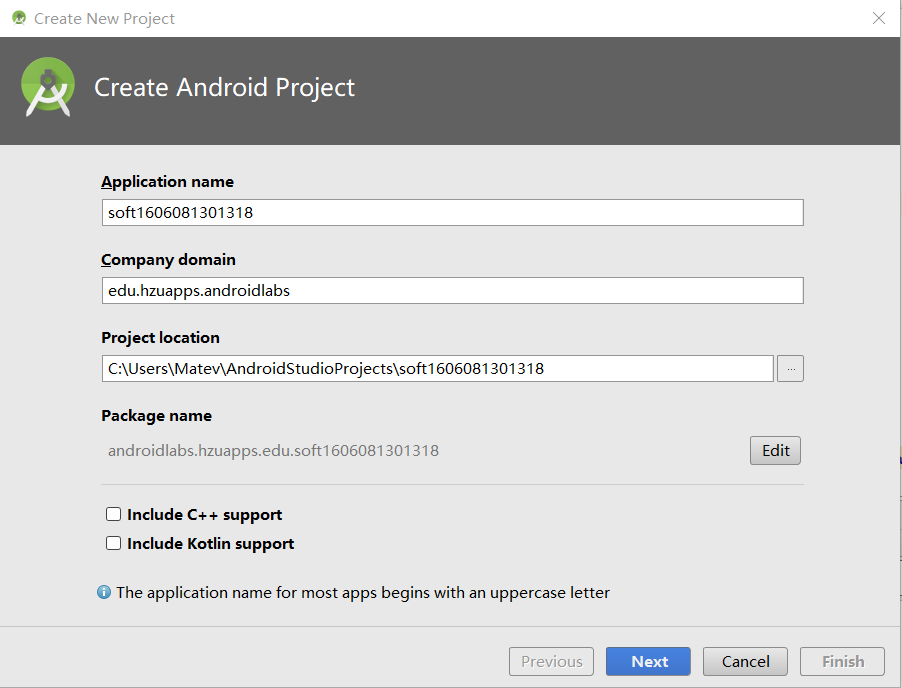 Create New Project
Create Android Project
Application name
soft1606081301318
Company domain
edu.hzuapps.androidlabs
Project location
C:\Users\Matev\AndroidStudioProjects\soft1606081301318
...
Package name
androidlabs.hzuapps.edu.soft1606081301318
Edit
Include C++ support
Include Kotlin support
The application name for most apps begins with an uppercase letter
Previous Next Cancel Finish